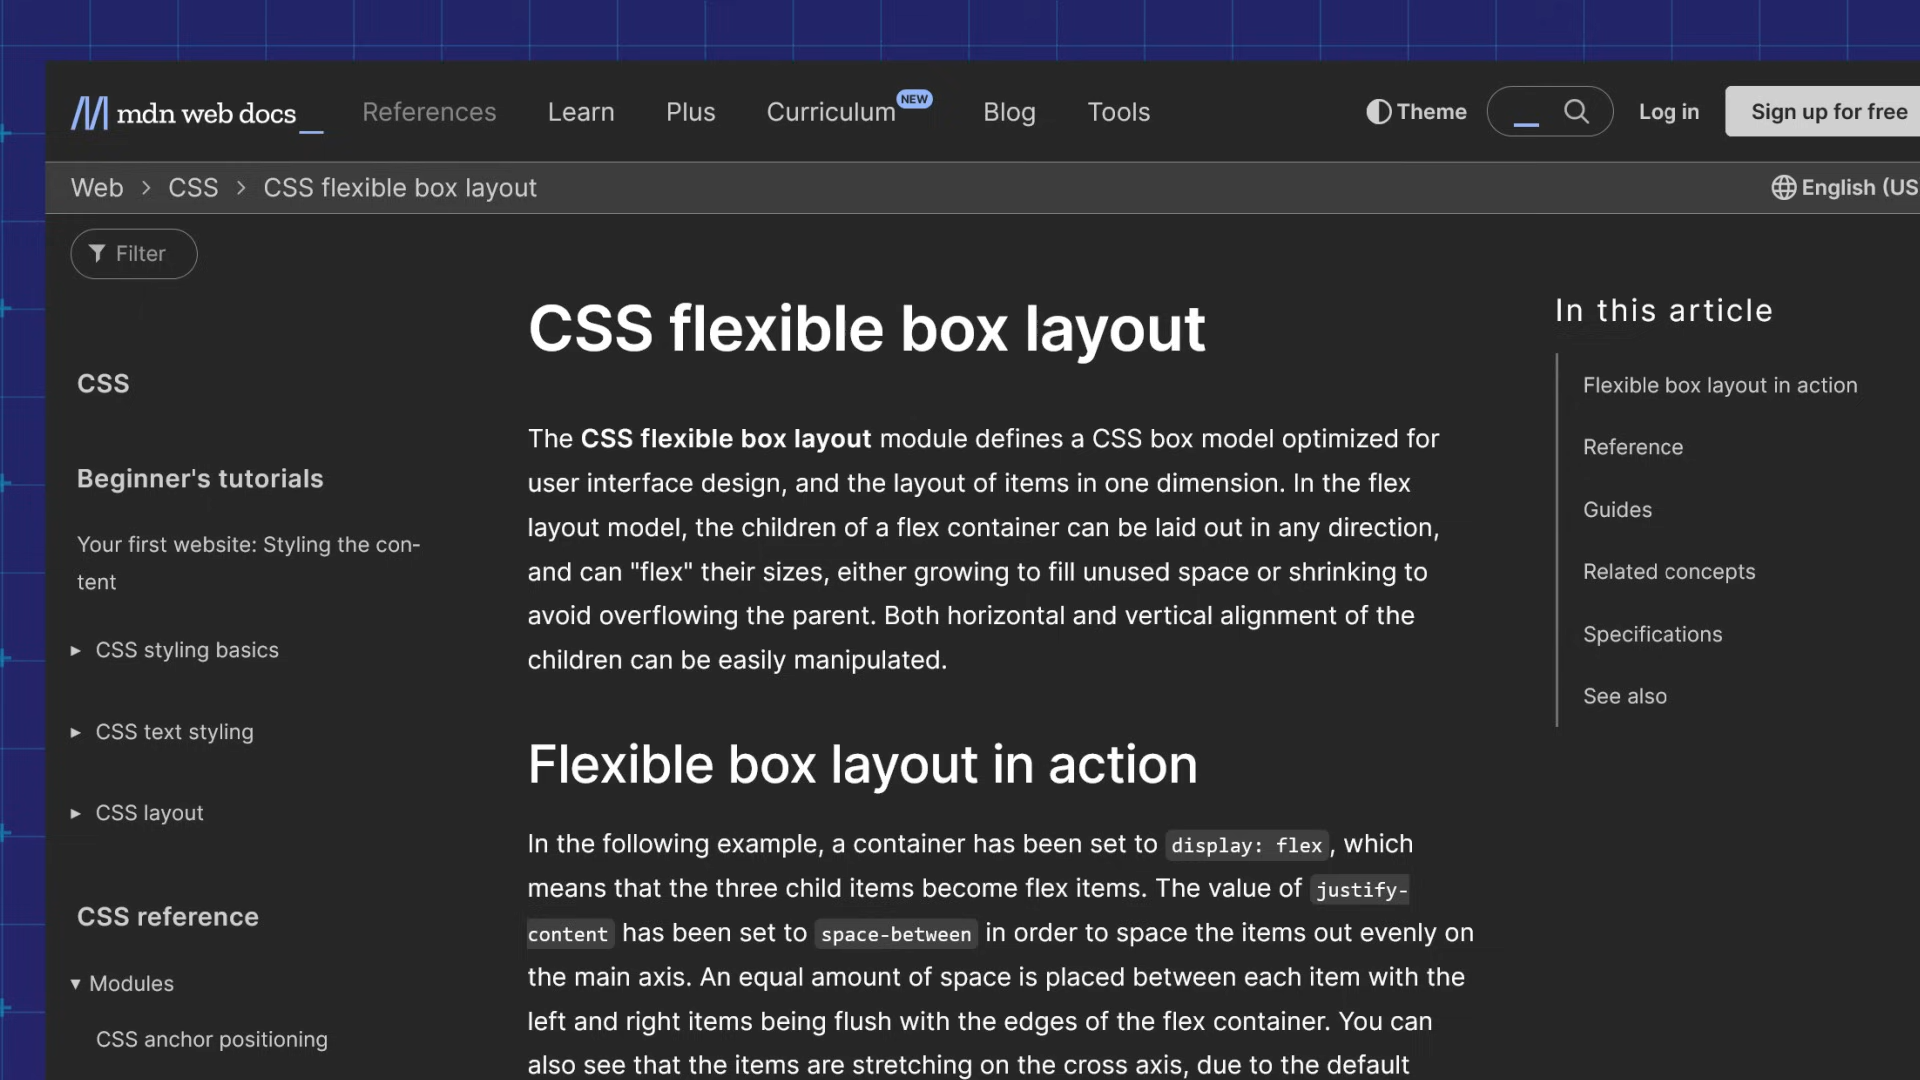 mdn web docs_
References
Learn
Plus
Curriculum NEW
Blog
Tools
Theme
Log in
Sign up for free
Web > CSS > CSS flexible box layout
English (US
Filter
CSS
Beginner's tutorials
Your first website: Styling the con-
tent
▸ CSS styling basics
▸ CSS text styling
▸ CSS layout
CSS reference
▾ Modules
CSS anchor positioning
CSS flexible box layout
The CSS flexible box layout module defines a CSS box model optimized for
user interface design, and the layout of items in one dimension. In the flex
layout model, the children of a flex container can be laid out in any direction,
and can "flex" their sizes, either growing to fill unused space or shrinking to
avoid overflowing the parent. Both horizontal and vertical alignment of the
children can be easily manipulated.
Flexible box layout in action
In the following example, a container has been set to display: flex, which
means that the three child items become flex items. The value of justify-
content has been set to space-between in order to space the items out evenly on
the main axis. An equal amount of space is placed between each item with the
left and right items being flush with the edges of the flex container. You can
also see that the items are stretching on the cross axis, due to the default
In this article
Flexible box layout in action
Reference
Guides
Related concepts
Specifications
See also